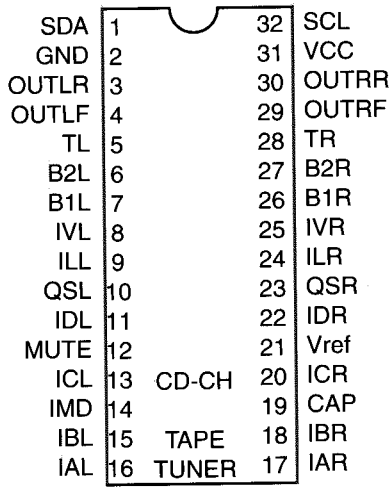 SDA 1 32 SCL
GND 2 31 VCC
OUTLR 3 30 OUTRR
OUTLF 4 29 OUTRF
TL 5 28 TR
B2L 6 27 B2R
B1L 7 26 B1R
IVL 8 25 IVR
ILL 9 24 ILR
QSL 10 23 QSR
IDL 11 22 IDR
MUTE 12 21 Vref
ICL 13 CD-CH 20 ICR
IMD 14 19 CAP
IBL 15 TAPE 18 IBR
IAL 16 TUNER 17 IAR